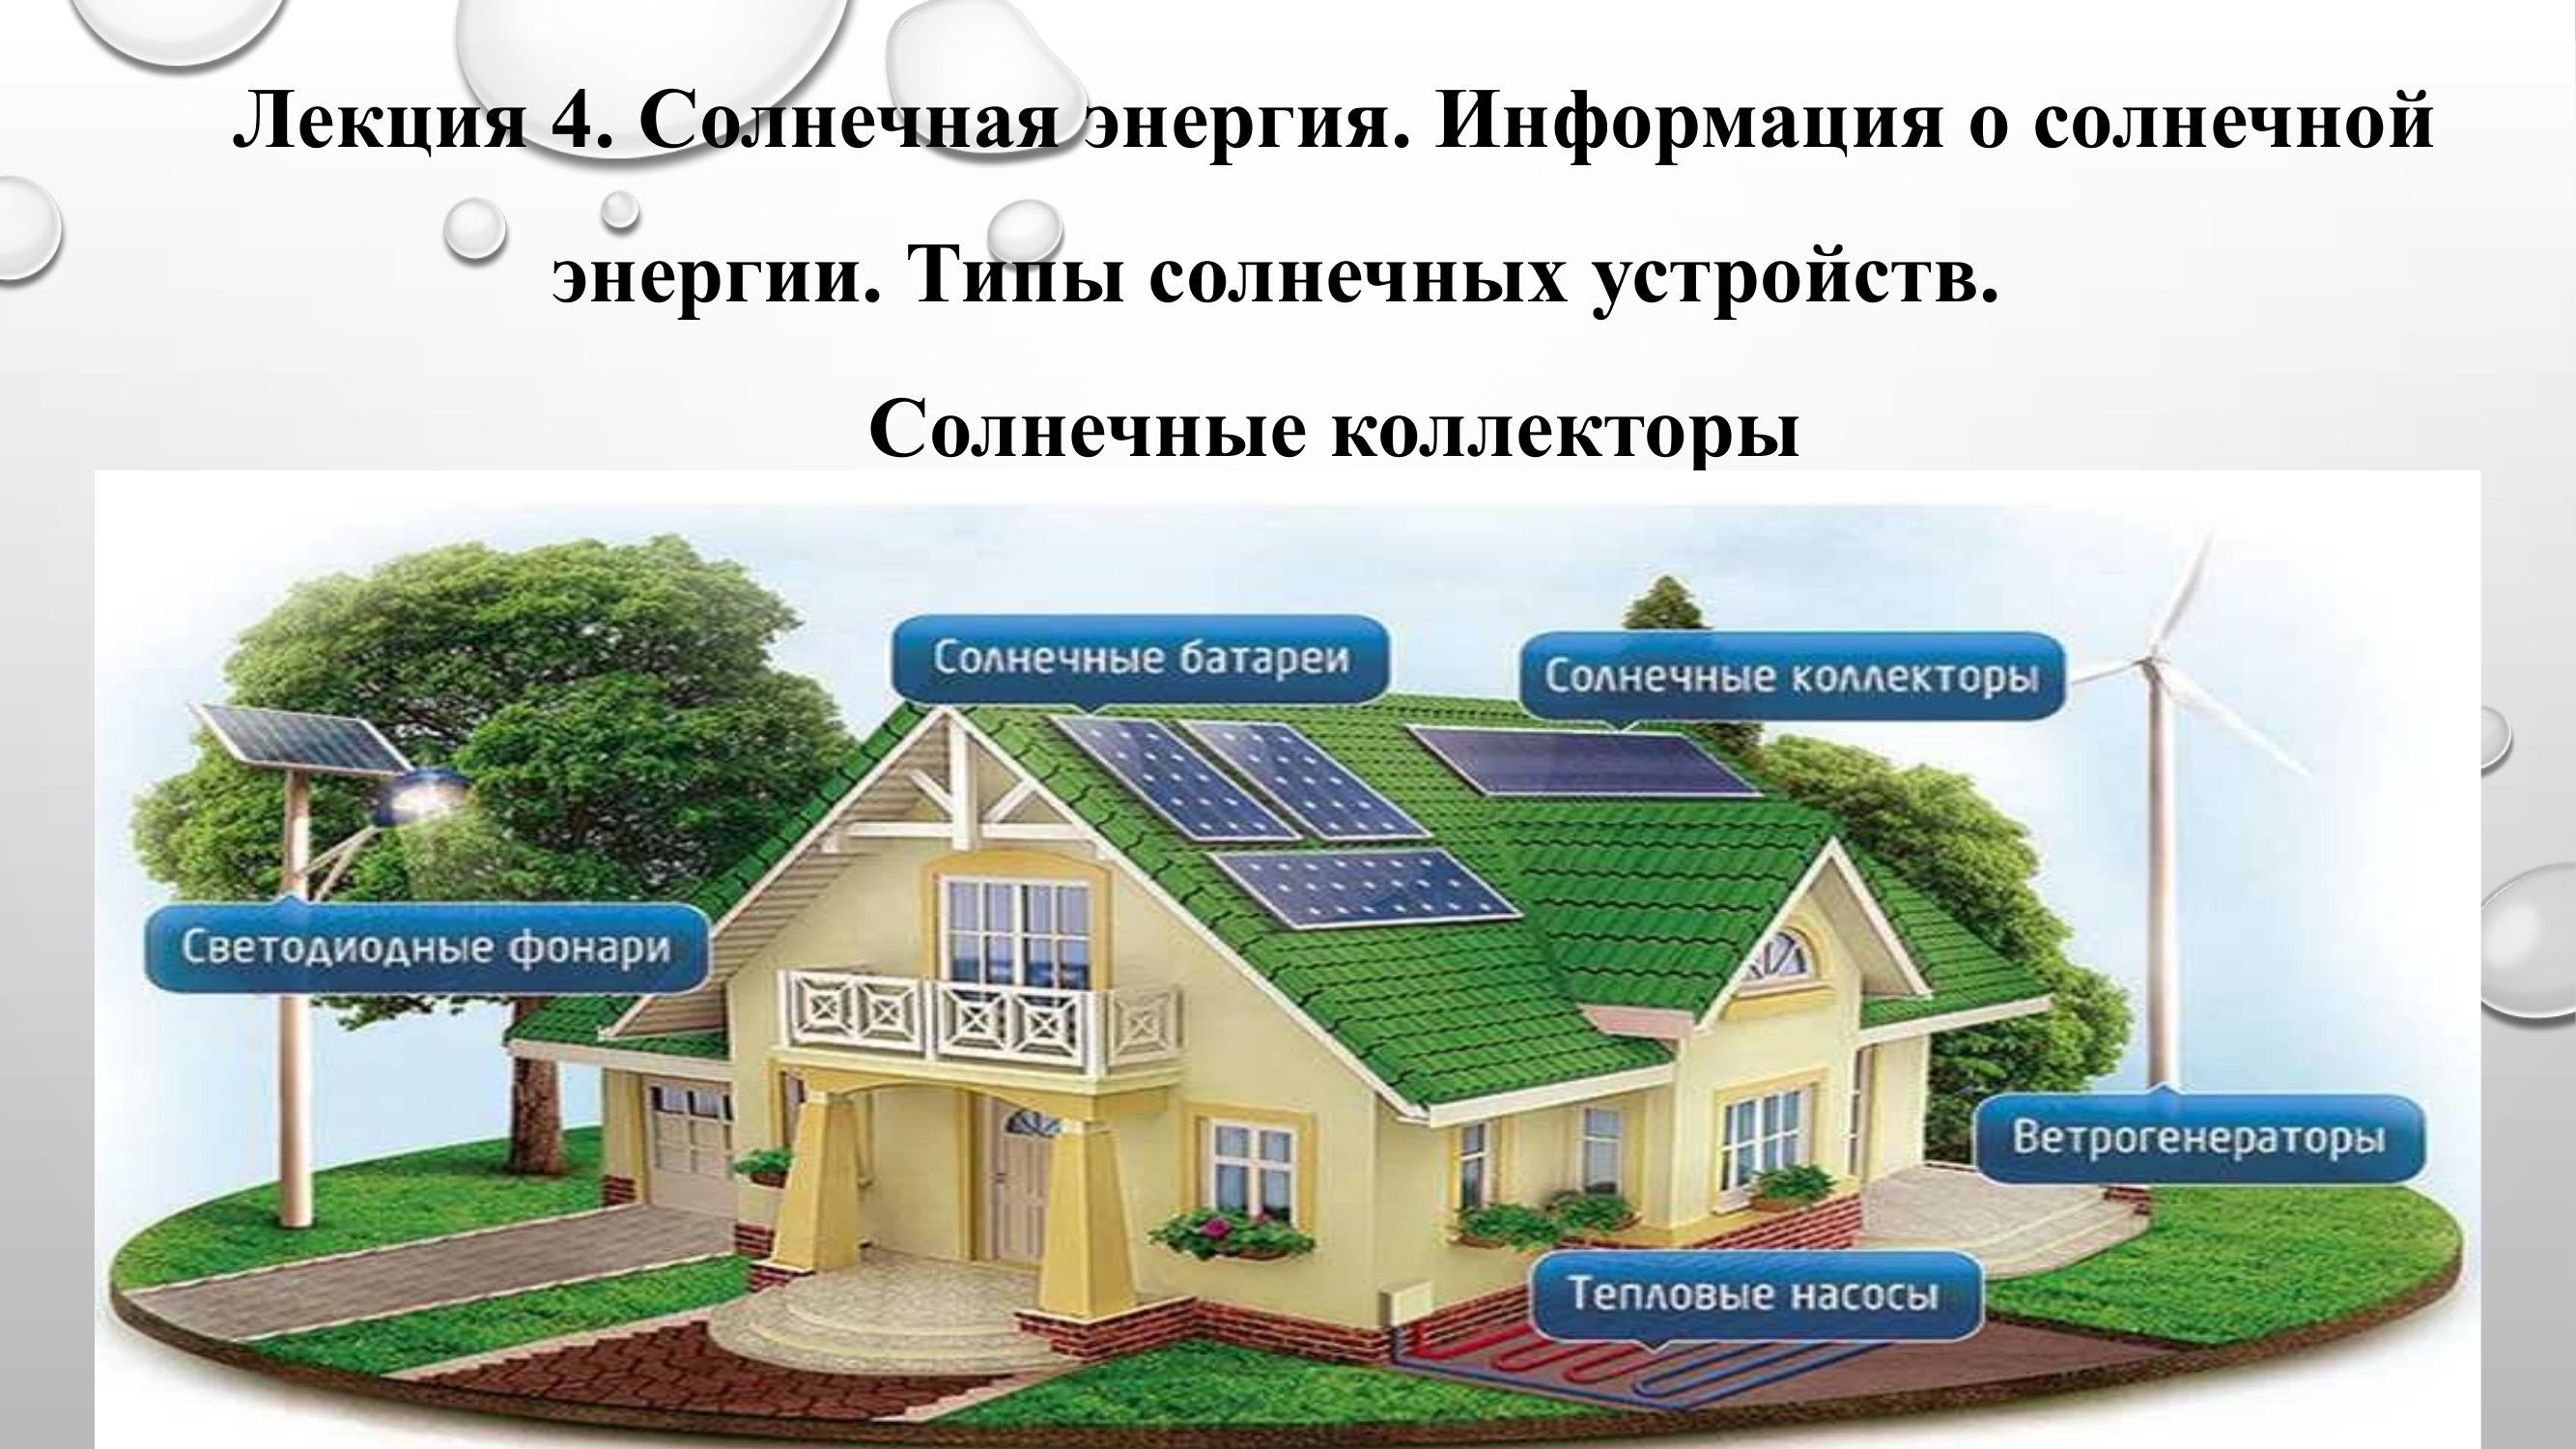 Лекция 4. Солнечная энергия. Информация о солнечной
энергии. Типы солнечных устройств.
Солнечные коллекторы
Солнечные батареи
Солнечные коллекторы
Светодиодные фонари
Ветрогенераторы
Тепловые насосы